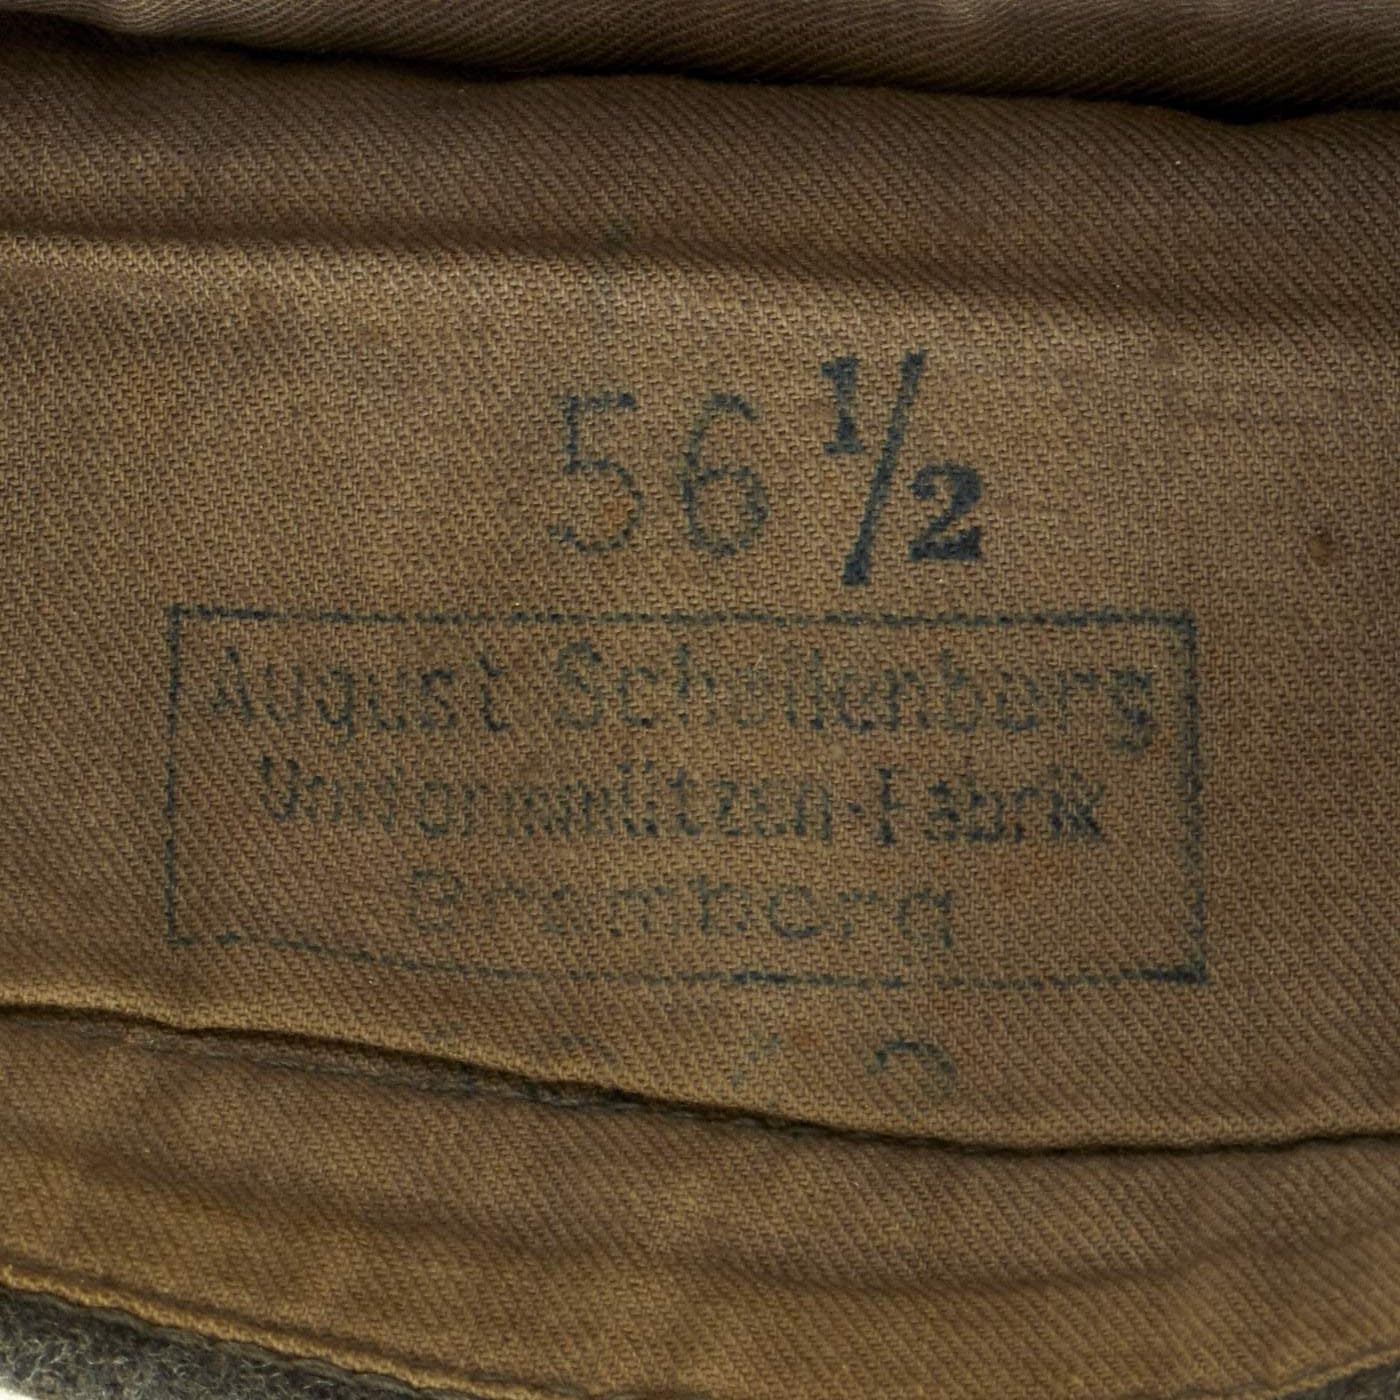 56 1/2
August Schellenberg
Uniformmützen-Fabrik
Bromberg